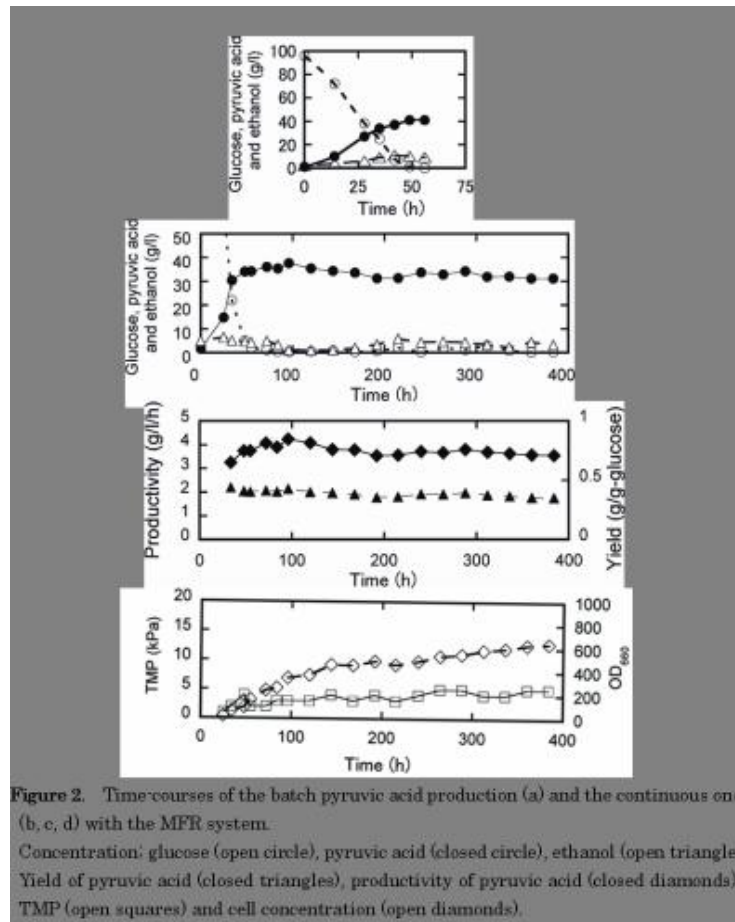 Glucose, pyruvic acid
and ethanol (g/l)
100
80
60
40
20
0
0 25 50 75
Time (h)
Glucose, pyruvic acid
and ethanol (g/l)
50
40
30
20
10
0
0 100 200 300 400
Time (h)
Productivity (g/l/h)
5
4
3
2
1
0
1
0.5
0
Yield (g/g-glucose)
0 100 200 300 400
Time (h)
TMP (kPa)
20
15
10
5
0
1000
800
600
400
200
0
OD660
0 100 200 300 400
Time (h)
Figure 2. Time-courses of the batch pyruvic acid production (a) and the continuous on
(b, c, d) with the MFR system.
Concentration: glucose (open circle), pyruvic acid (closed circle), ethanol (open triangle
Yield of pyruvic acid (closed triangles), productivity of pyruvic acid (closed diamonds)
TMP (open squares) and cell concentration (open diamonds).